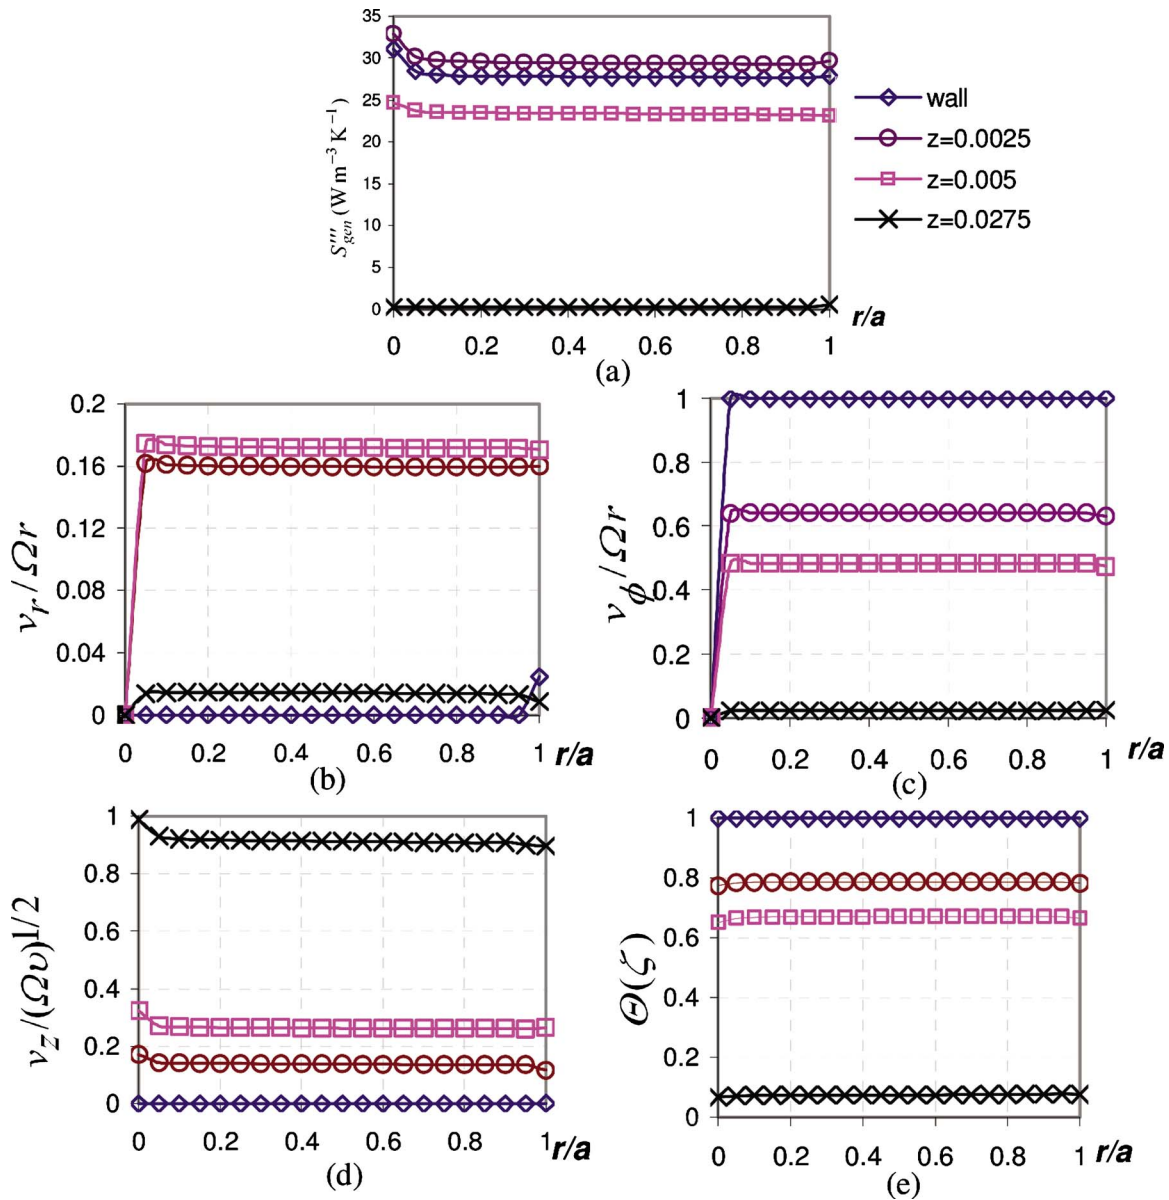 35
30
25
20
15
10
5
0
S'''gen (W m−3 K−1)
0 0.2 0.4 0.6 0.8 1
r/a
(a)
wall
z=0.0025
z=0.005
z=0.0275
0.2
0.16
0.12
0.08
0.04
0
vr/Ωr
0 0.2 0.4 0.6 0.8 1 r/a
(b)
1
0.8
0.6
0.4
0.2
0
vϕ/Ωr
0 0.2 0.4 0.6 0.8 1 r/a
(c)
1
0.8
0.6
0.4
0.2
0
vz/(Ωυ)1/2
0 0.2 0.4 0.6 0.8 1 r/a
(d)
1
0.8
0.6
0.4
0.2
0
Θ(ζ)
0 0.2 0.4 0.6 0.8 1 r/a
(e)